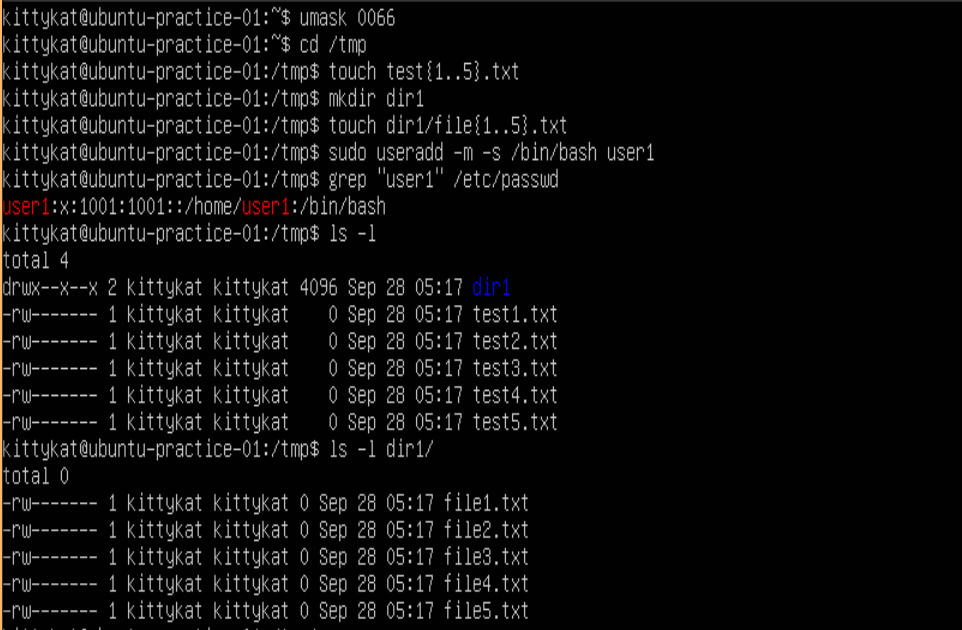 kittykat@ubuntu-practice-01:~$ umask 0066
kittykat@ubuntu-practice-01:~$ cd /tmp
kittykat@ubuntu-practice-01:/tmp$ touch test{1..5}.txt
kittykat@ubuntu-practice-01:/tmp$ mkdir dir1
kittykat@ubuntu-practice-01:/tmp$ touch dir1/file{1..5}.txt
kittykat@ubuntu-practice-01:/tmp$ sudo useradd -m -s /bin/bash user1
kittykat@ubuntu-practice-01:/tmp$ grep "user1" /etc/passwd
user1:x:1001:1001::/home/user1:/bin/bash
kittykat@ubuntu-practice-01:/tmp$ ls -l
total 4
drwx--x--x 2 kittykat kittykat 4096 Sep 28 05:17 dir1
-rw------- 1 kittykat kittykat    0 Sep 28 05:17 test1.txt
-rw------- 1 kittykat kittykat    0 Sep 28 05:17 test2.txt
-rw------- 1 kittykat kittykat    0 Sep 28 05:17 test3.txt
-rw------- 1 kittykat kittykat    0 Sep 28 05:17 test4.txt
-rw------- 1 kittykat kittykat    0 Sep 28 05:17 test5.txt
kittykat@ubuntu-practice-01:/tmp$ ls -l dir1/
total 0
-rw------- 1 kittykat kittykat 0 Sep 28 05:17 file1.txt
-rw------- 1 kittykat kittykat 0 Sep 28 05:17 file2.txt
-rw------- 1 kittykat kittykat 0 Sep 28 05:17 file3.txt
-rw------- 1 kittykat kittykat 0 Sep 28 05:17 file4.txt
-rw------- 1 kittykat kittykat 0 Sep 28 05:17 file5.txt